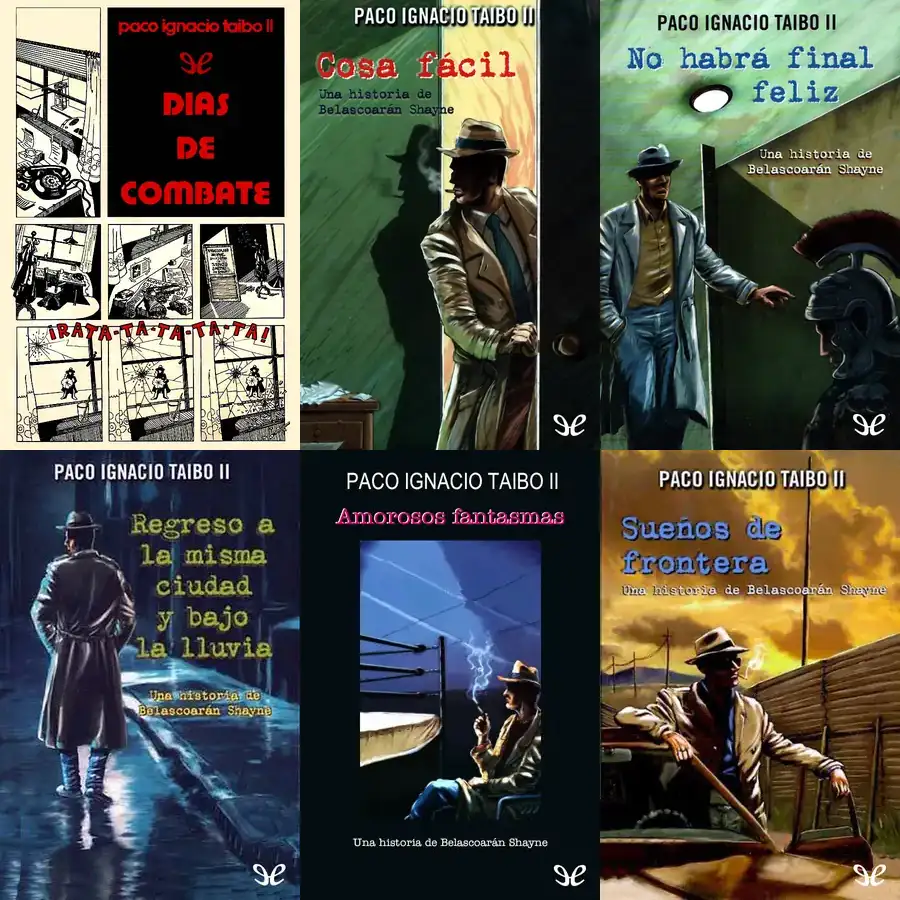 paco ignacio taibo II
DIAS
DE
COMBATE
¡RATA-TA-TA-TA-TA!
PACO IGNACIO TAIBO II
Cosa fácil
Una historia de
Belascoarán Shayne
PACO IGNACIO TAIBO II
No habrá final
feliz
Una historia de
Belascoarán Shayne
PACO IGNACIO TAIBO II
Regreso a
la misma
ciudad
y bajo
la lluvia
Una historia de
Belascoarán Shayne
PACO IGNACIO TAIBO II
Amorosos fantasmas
Una historia de Belascoarán Shayne
PACO IGNACIO TAIBO II
Sueños de
frontera
Una historia de Belascoarán Shayne